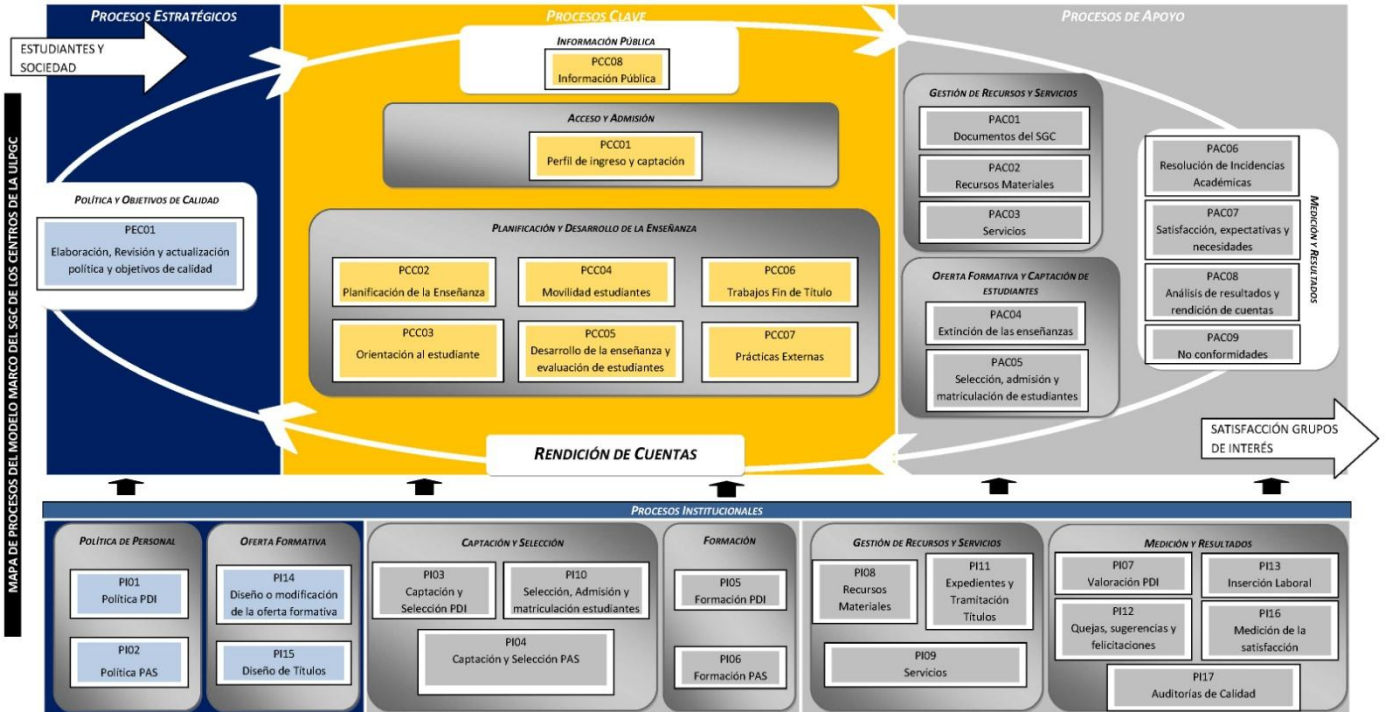 MAPA DE PROCESOS DEL MODELO MARCO DEL SGC DE LOS CENTROS DE LA ULPGC
PROCESOS ESTRATÉGICOS
ESTUDIANTES Y
SOCIEDAD
POLÍTICA Y OBJETIVOS DE CALIDAD
PEC01
Elaboración, Revisión y actualización
política y objetivos de calidad
PROCESOS CLAVE
INFORMACIÓN PÚBLICA
PCC08
Información Pública
ACCESO Y ADMISIÓN
PCC01
Perfil de ingreso y captación
PLANIFICACIÓN Y DESARROLLO DE LA ENSEÑANZA
PCC02
Planificación de la Enseñanza
PCC04
Movilidad estudiantes
PCC06
Trabajos Fin de Título
PCC03
Orientación al estudiante
PCC05
Desarrollo de la enseñanza y
evaluación de estudiantes
PCC07
Prácticas Externas
RENDICIÓN DE CUENTAS
PROCESOS DE APOYO
GESTIÓN DE RECURSOS Y SERVICIOS
PAC01
Documentos del SGC
PAC02
Recursos Materiales
PAC03
Servicios
OFERTA FORMATIVA Y CAPTACIÓN DE
ESTUDIANTES
PAC04
Extinción de las enseñanzas
PAC05
Selección, admisión y
matriculación de estudiantes
PAC06
Resolución de Incidencias
Académicas
PAC07
Satisfacción, expectativas y
necesidades
PAC08
Análisis de resultados y
rendición de cuentas
PAC09
No conformidades
MEDICIÓN Y RESULTADOS
SATISFACCIÓN GRUPOS
DE INTERÉS
PROCESOS INSTITUCIONALES
POLÍTICA DE PERSONAL
PI01
Política PDI
PI02
Política PAS
OFERTA FORMATIVA
PI14
Diseño o modificación
de la oferta formativa
PI15
Diseño de Títulos
CAPTACIÓN Y SELECCIÓN
PI03
Captación y
Selección PDI
PI10
Selección, Admisión y
matriculación estudiantes
PI04
Captación y Selección PAS
FORMACIÓN
PI05
Formación PDI
PI06
Formación PAS
GESTIÓN DE RECURSOS Y SERVICIOS
PI08
Recursos
Materiales
PI11
Expedientes y
Tramitación
Títulos
PI09
Servicios
MEDICIÓN Y RESULTADOS
PI07
Valoración PDI
PI13
Inserción Laboral
PI12
Quejas, sugerencias y
felicitaciones
PI16
Medición de la
satisfacción
PI17
Auditorías de Calidad